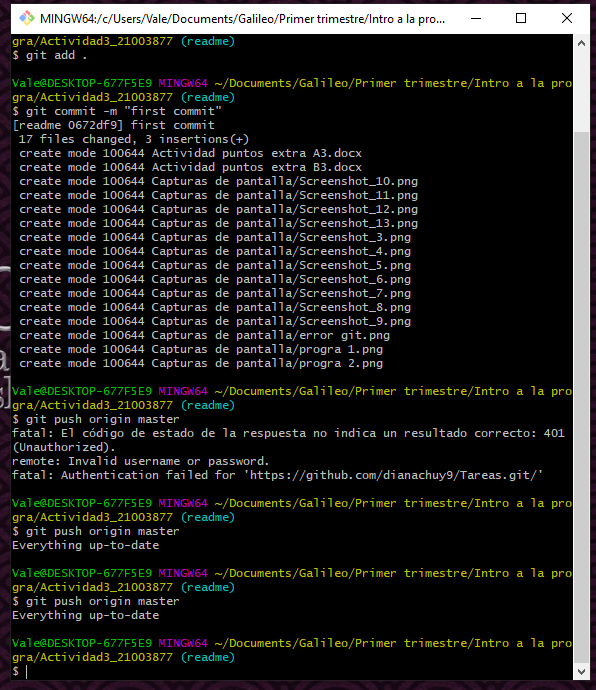 MINGW64:/c/Users/Vale/Documents/Galileo/Primer trimestre/Intro a la pro...
gra/Actividad3_21003877 (readme)
$ git add .
Vale@DESKTOP-677F5E9 MINGW64 ~/Documents/Galileo/Primer trimestre/Intro a la pro
gra/Actividad3_21003877 (readme)
$ git commit -m "first commit"
[readme 0672df9] first commit
17 files changed, 3 insertions(+)
create mode 100644 Actividad puntos extra A3.docx
create mode 100644 Actividad puntos extra B3.docx
create mode 100644 Capturas de pantalla/Screenshot_10.png
create mode 100644 Capturas de pantalla/Screenshot_11.png
create mode 100644 Capturas de pantalla/Screenshot_12.png
create mode 100644 Capturas de pantalla/Screenshot_13.png
create mode 100644 Capturas de pantalla/Screenshot_3.png
create mode 100644 Capturas de pantalla/Screenshot_4.png
create mode 100644 Capturas de pantalla/Screenshot_5.png
create mode 100644 Capturas de pantalla/Screenshot_6.png
create mode 100644 Capturas de pantalla/Screenshot_7.png
create mode 100644 Capturas de pantalla/Screenshot_8.png
create mode 100644 Capturas de pantalla/Screenshot_9.png
create mode 100644 Capturas de pantalla/error git.png
create mode 100644 Capturas de pantalla/progra 1.png
create mode 100644 Capturas de pantalla/progra 2.png
Vale@DESKTOP-677F5E9 MINGW64 ~/Documents/Galileo/Primer trimestre/Intro a la pro
gra/Actividad3_21003877 (readme)
$ git push origin master
fatal: El código de estado de la respuesta no indica un resultado correcto: 401
(Unauthorized).
remote: Invalid username or password.
fatal: Authentication failed for 'https://github.com/dianachuy9/Tareas.git/'
Vale@DESKTOP-677F5E9 MINGW64 ~/Documents/Galileo/Primer trimestre/Intro a la pro
gra/Actividad3_21003877 (readme)
$ git push origin master
Everything up-to-date
Vale@DESKTOP-677F5E9 MINGW64 ~/Documents/Galileo/Primer trimestre/Intro a la pro
gra/Actividad3_21003877 (readme)
$ git push origin master
Everything up-to-date
Vale@DESKTOP-677F5E9 MINGW64 ~/Documents/Galileo/Primer trimestre/Intro a la pro
gra/Actividad3_21003877 (readme)
$